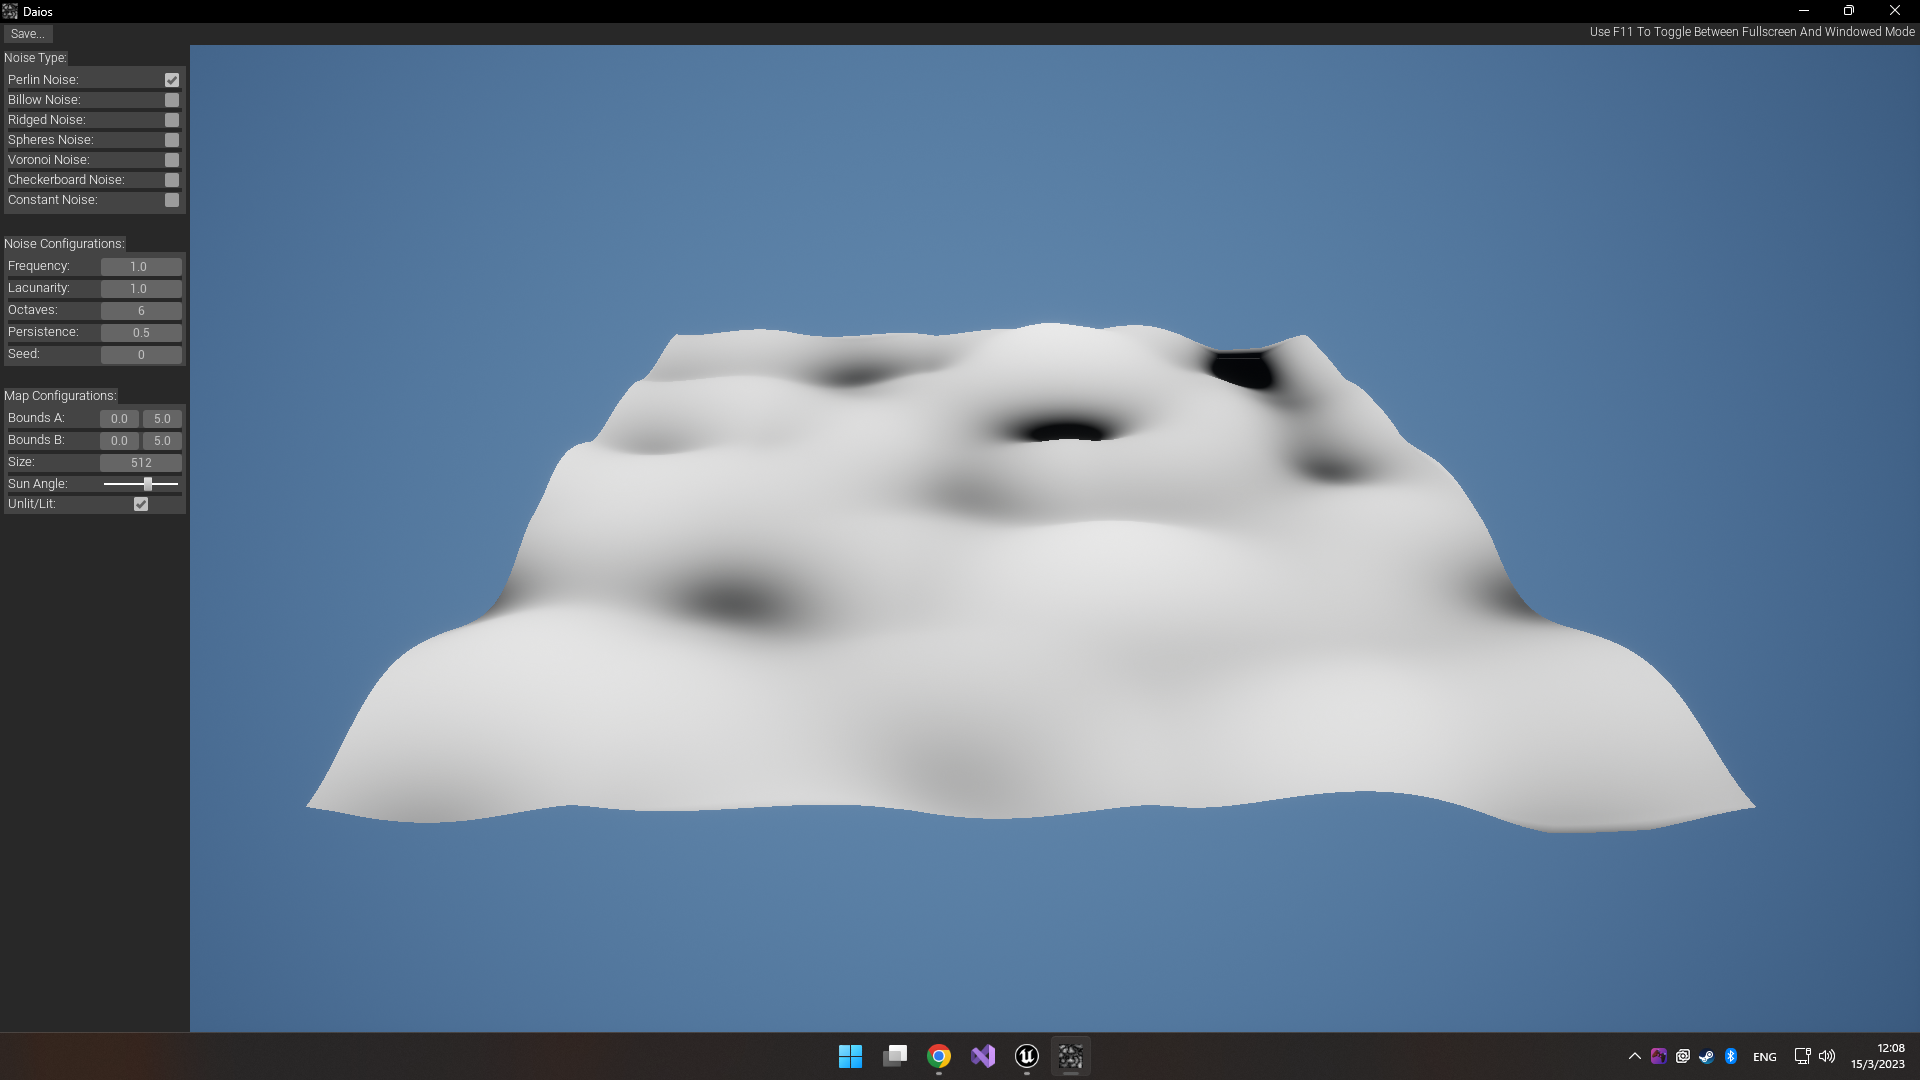 Daios
Save...
Use F11 To Toggle Between Fullscreen And Windowed Mode
Noise Type:
Perlin Noise:
Billow Noise:
Ridged Noise:
Spheres Noise:
Voronoi Noise:
Checkerboard Noise:
Constant Noise:
Noise Configurations:
Frequency: 1.0
Lacunarity: 1.0
Octaves: 6
Persistence: 0.5
Seed: 0
Map Configurations:
Bounds A: 0.0 5.0
Bounds B: 0.0 5.0
Size: 512
Sun Angle:
Unlit/Lit:
ENG
12:08
15/3/2023